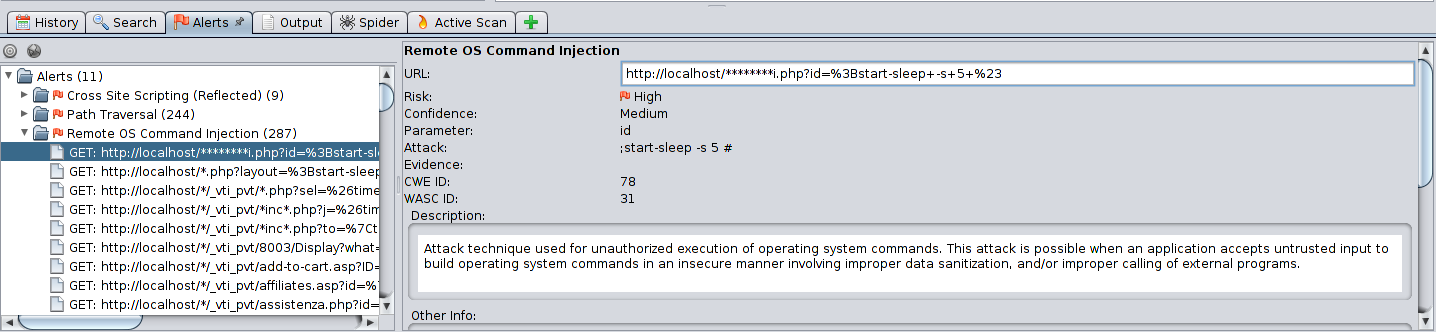 History Search Alerts Output Spider Active Scan
Alerts (11)
Cross Site Scripting (Reflected) (9)
Path Traversal (244)
Remote OS Command Injection (287)
GET: http://localhost/********i.php?id=%3Bstart-sle
GET: http://localhost/*.php?layout=%3Bstart-sleep
GET: http://localhost/*/_vti_pvt/*.php?sel=%26time
GET: http://localhost/*/_vti_pvt/*inc*.php?j=%26tim
GET: http://localhost/*/_vti_pvt/*inc*.php?to=%7Ct
GET: http://localhost/*/_vti_pvt/8003/Display?what=
GET: http://localhost/*/_vti_pvt/add-to-cart.asp?ID=
GET: http://localhost/*/_vti_pvt/affiliates.asp?id=%
GET: http://localhost/*/_vti_pvt/assistenza.php?id=
Remote OS Command Injection
URL: http://localhost/********i.php?id=%3Bstart-sleep+-s+5+%23
Risk: High
Confidence: Medium
Parameter: id
Attack: ;start-sleep -s 5 #
Evidence:
CWE ID: 78
WASC ID: 31
Description:
Attack technique used for unauthorized execution of operating system commands. This attack is possible when an application accepts untrusted input to
build operating system commands in an insecure manner involving improper data sanitization, and/or improper calling of external programs.
Other Info: